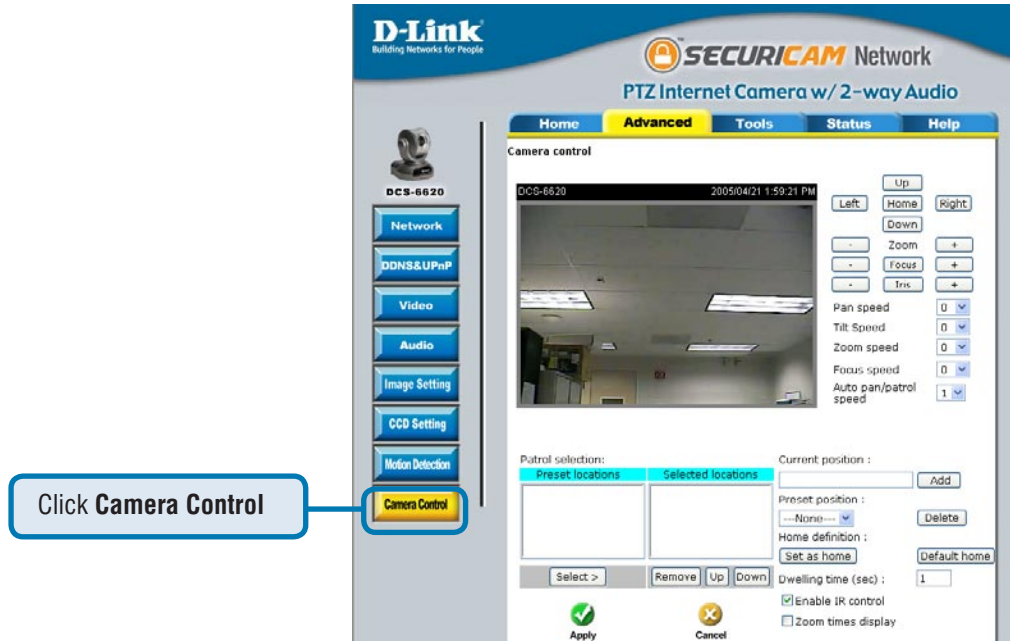 D-Link
Building Networks for People
SECURICAM Network
PTZ Internet Camera w/ 2-way Audio
Home Advanced Tools Status Help
Camera control
DCS-6620
Network
DDNS&UPnP
Video
Audio
Image Setting
CCD Setting
Motion Detection
Camera Control
Click Camera Control
DCS-6620 2005/04/21 1:59:21 PM
Up
Left Home Right
Down
- Zoom +
- Focus +
- Iris +
Pan speed 0
Tilt Speed 0
Zoom speed 0
Focus speed 0
Auto pan/patrol speed 1
Patrol selection:
Preset locations Selected locations
Select > Remove Up Down
Current position :
Add
Preset position :
---None--- Delete
Home definition :
Set as home Default home
Dwelling time (sec) : 1
Enable IR control
Zoom times display
Apply Cancel